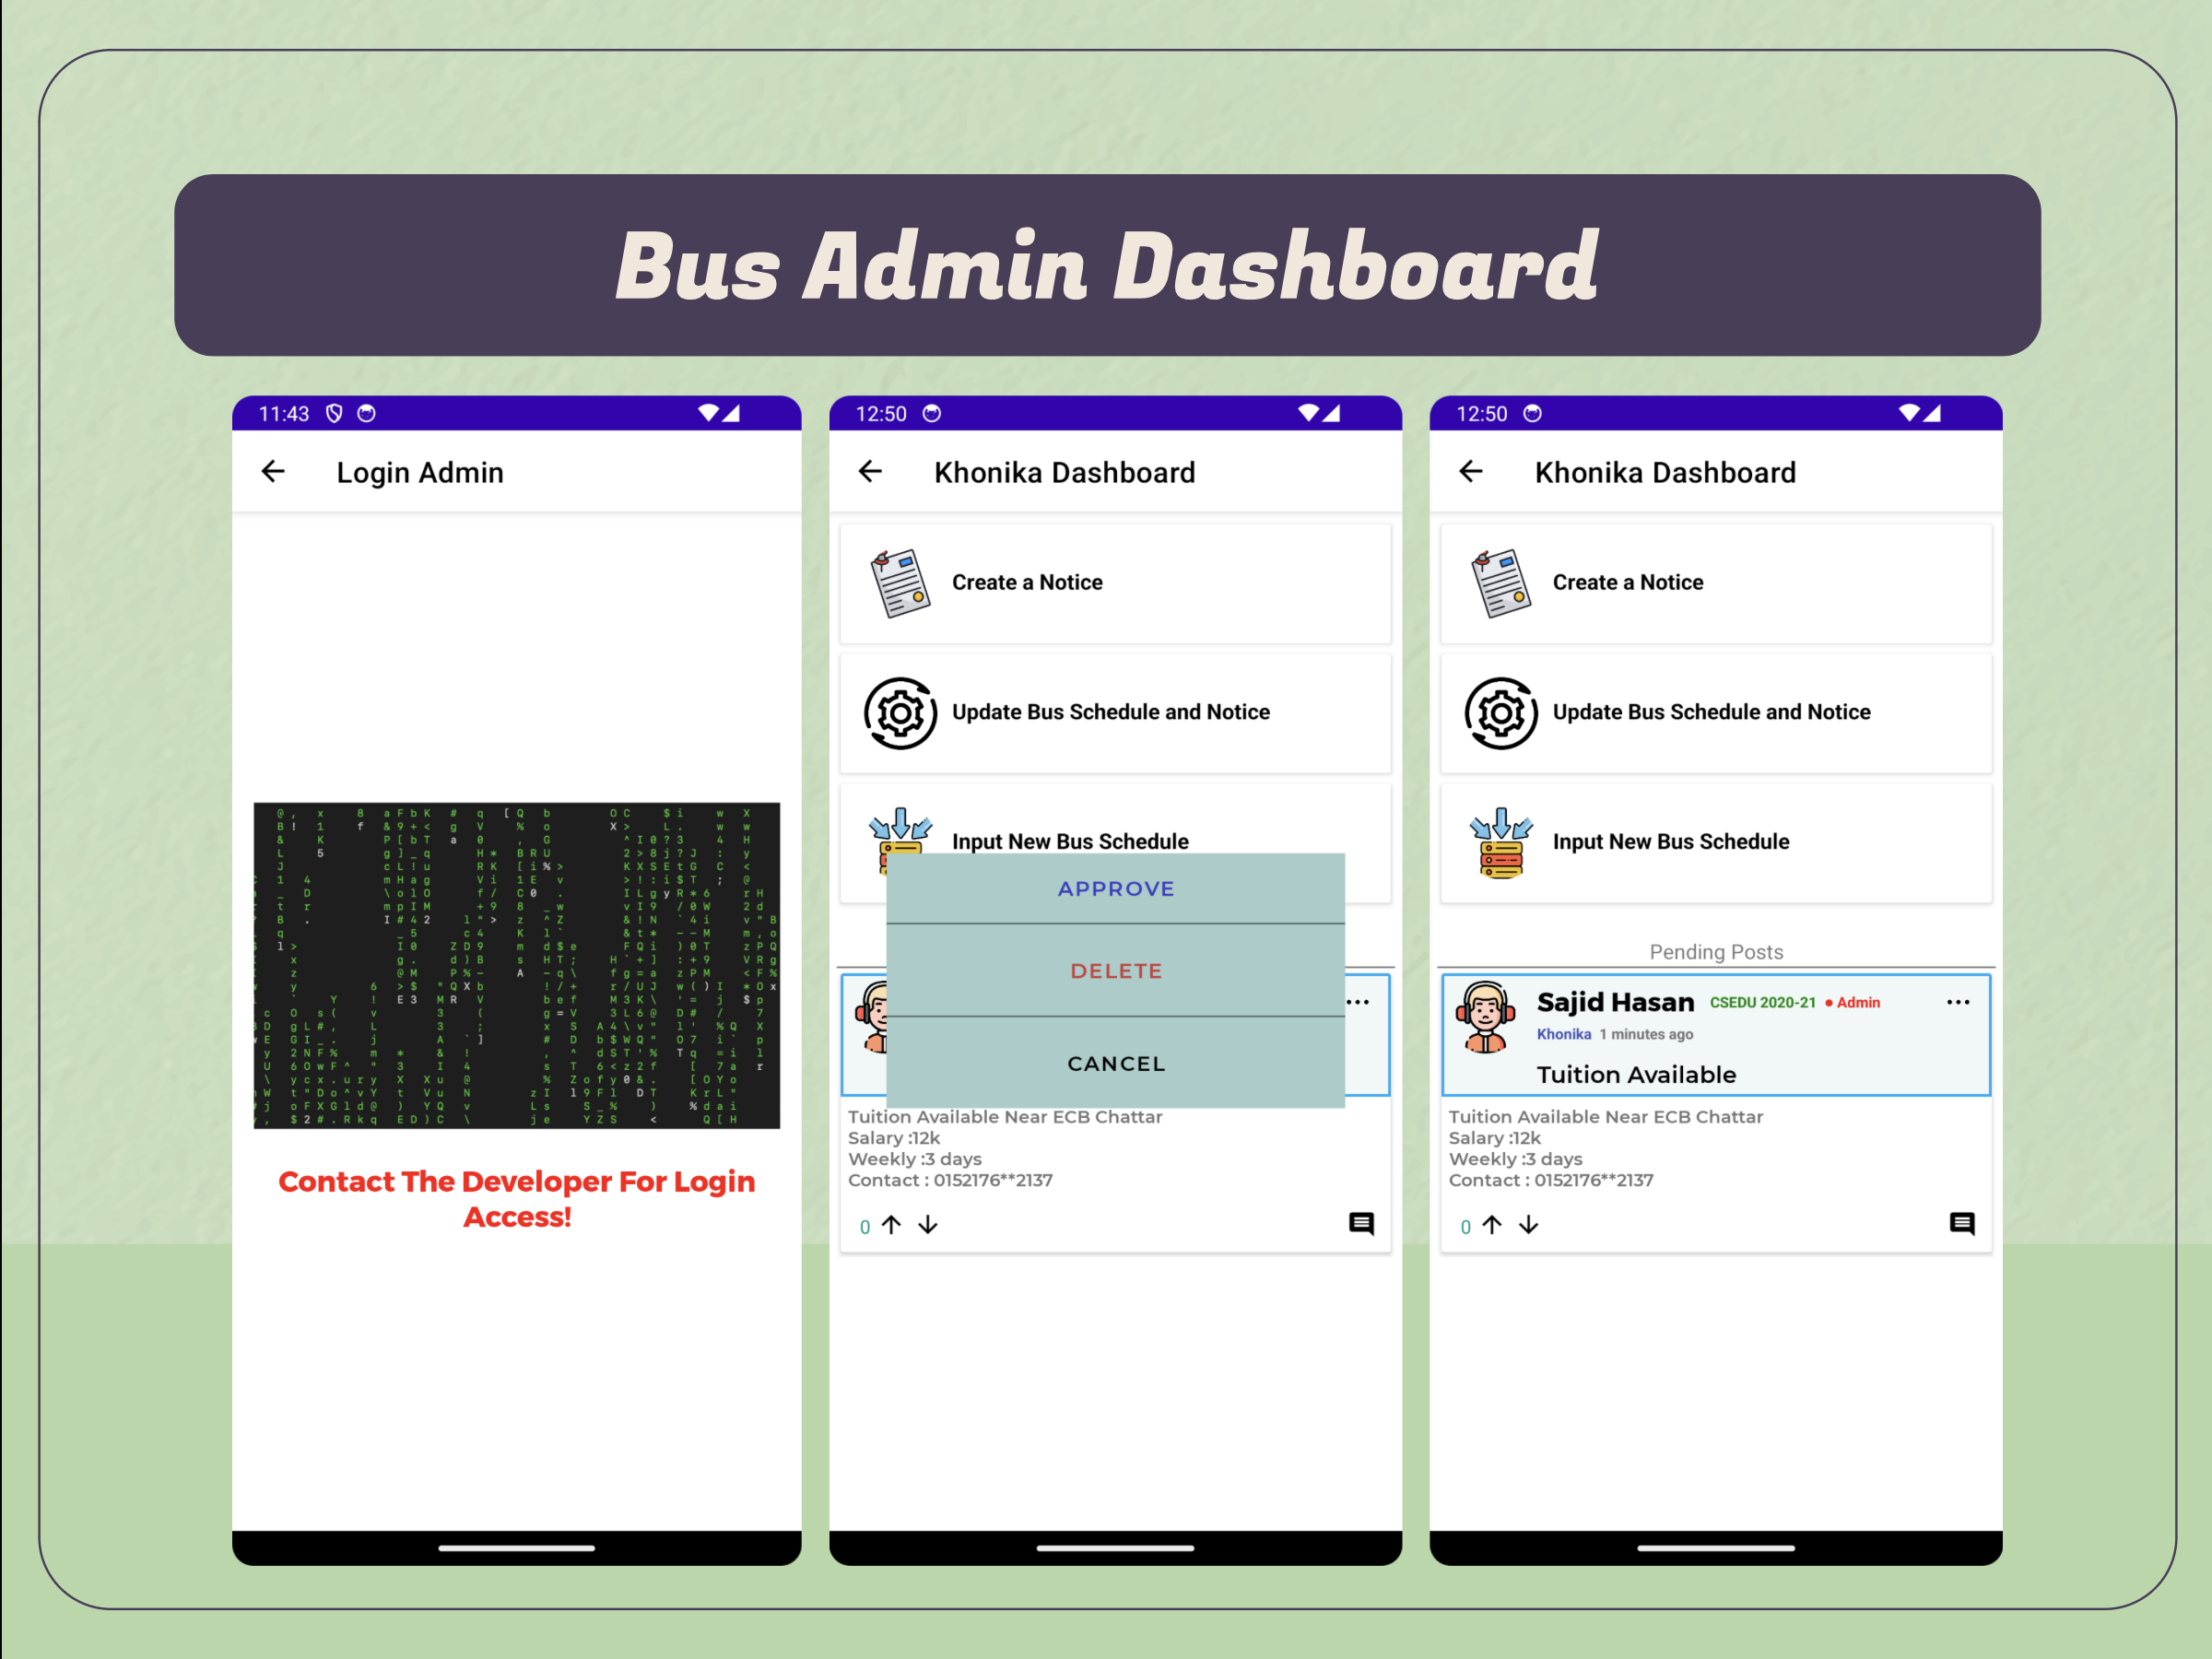 Bus Admin Dashboard
11:43
Login Admin
Contact The Developer For Login
Access!
12:50
Khonika Dashboard
Create a Notice
Update Bus Schedule and Notice
Input New Bus Schedule
APPROVE
DELETE
CANCEL
Tuition Available Near ECB Chattar
Salary :12k
Weekly :3 days
Contact : 0152176**2137
0
12:50
Khonika Dashboard
Create a Notice
Update Bus Schedule and Notice
Input New Bus Schedule
Pending Posts
Sajid Hasan CSEDU 2020-21 • Admin
Khonika 1 minutes ago
Tuition Available
Tuition Available Near ECB Chattar
Salary :12k
Weekly :3 days
Contact : 0152176**2137
0